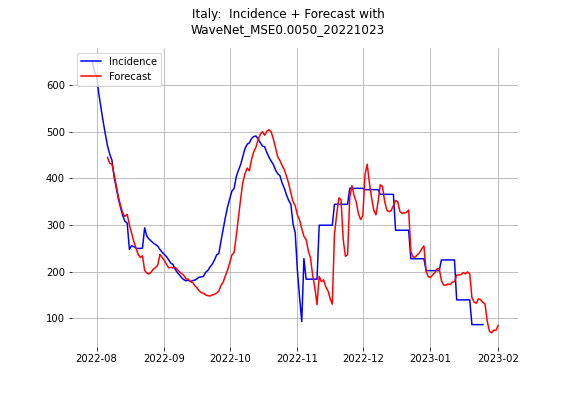 Italy:  Incidence + Forecast with
WaveNet_MSE0.0050_20221023
Incidence
Forecast
600
500
400
300
200
100
2022-08 2022-09 2022-10 2022-11 2022-12 2023-01 2023-02